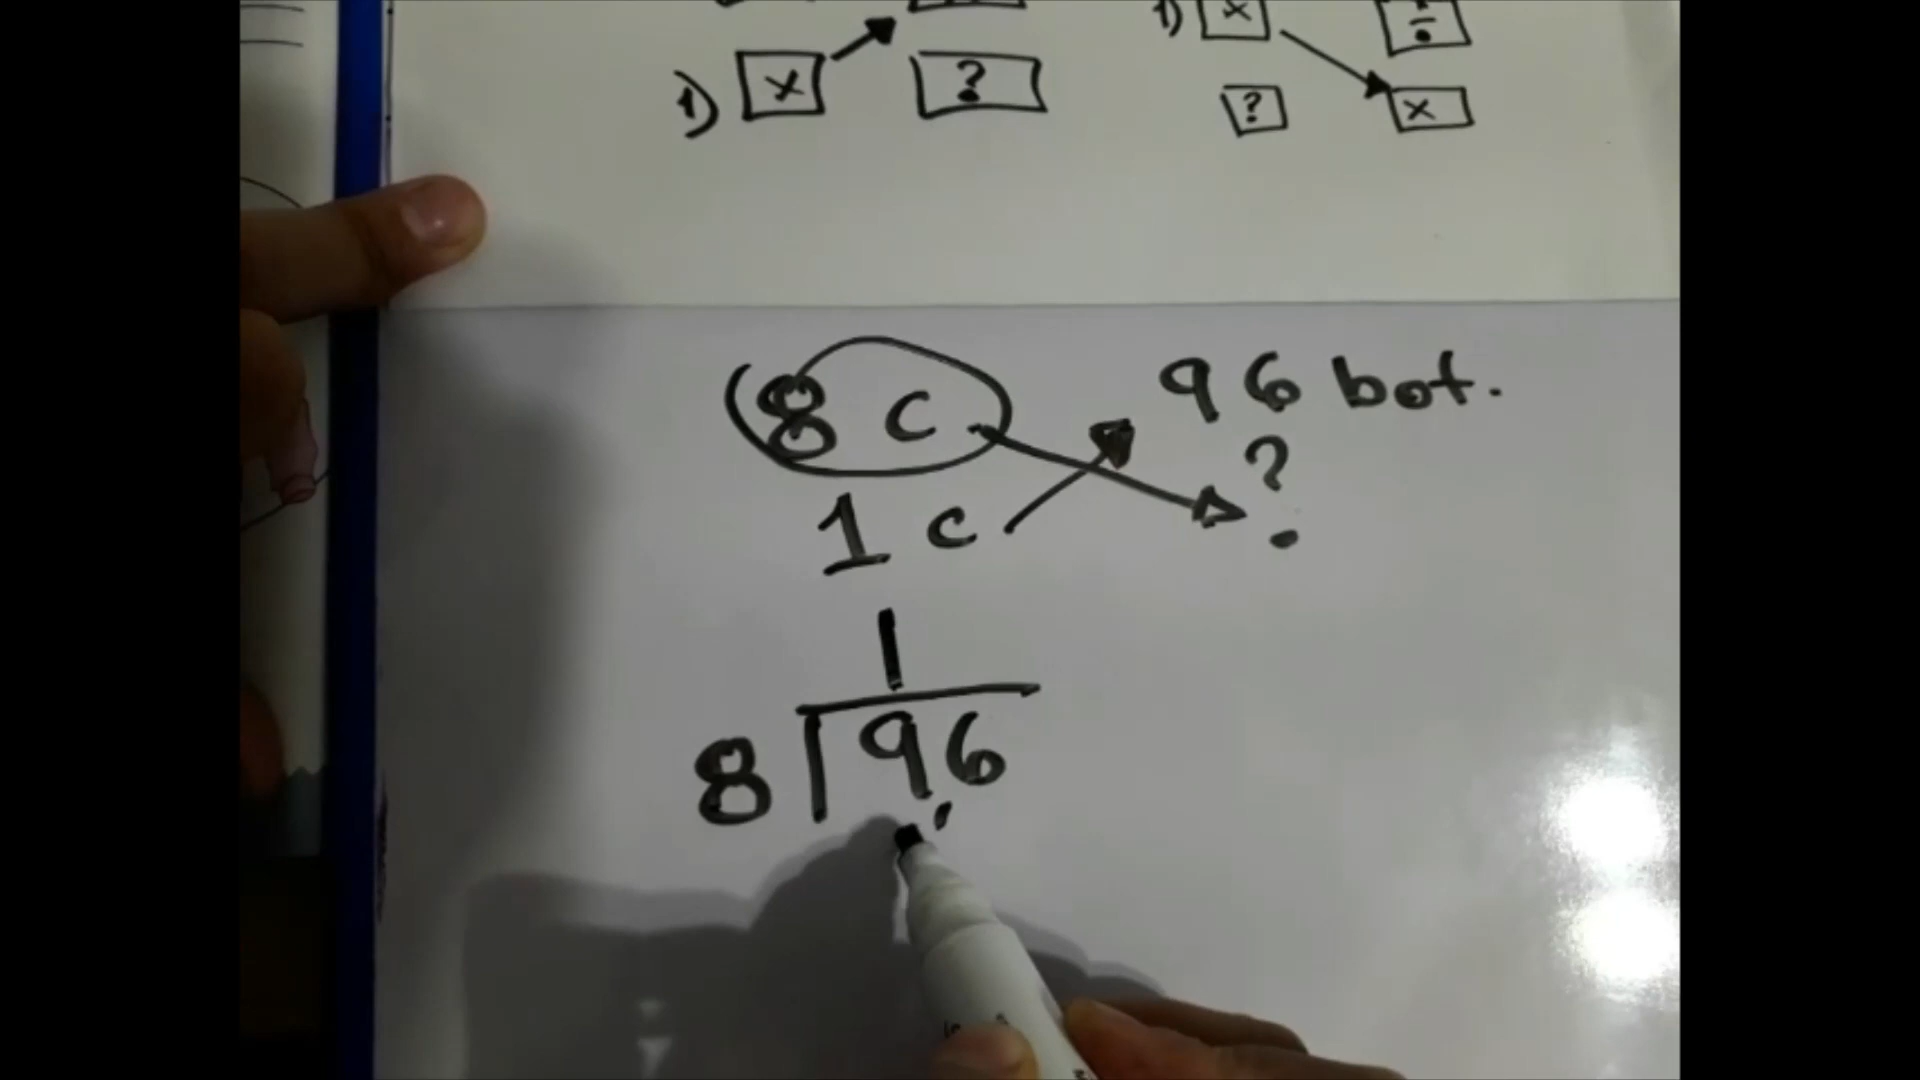 1) x ÷
1) x ?
? x
8 c 96 bot.
1 c ?
1
8 96